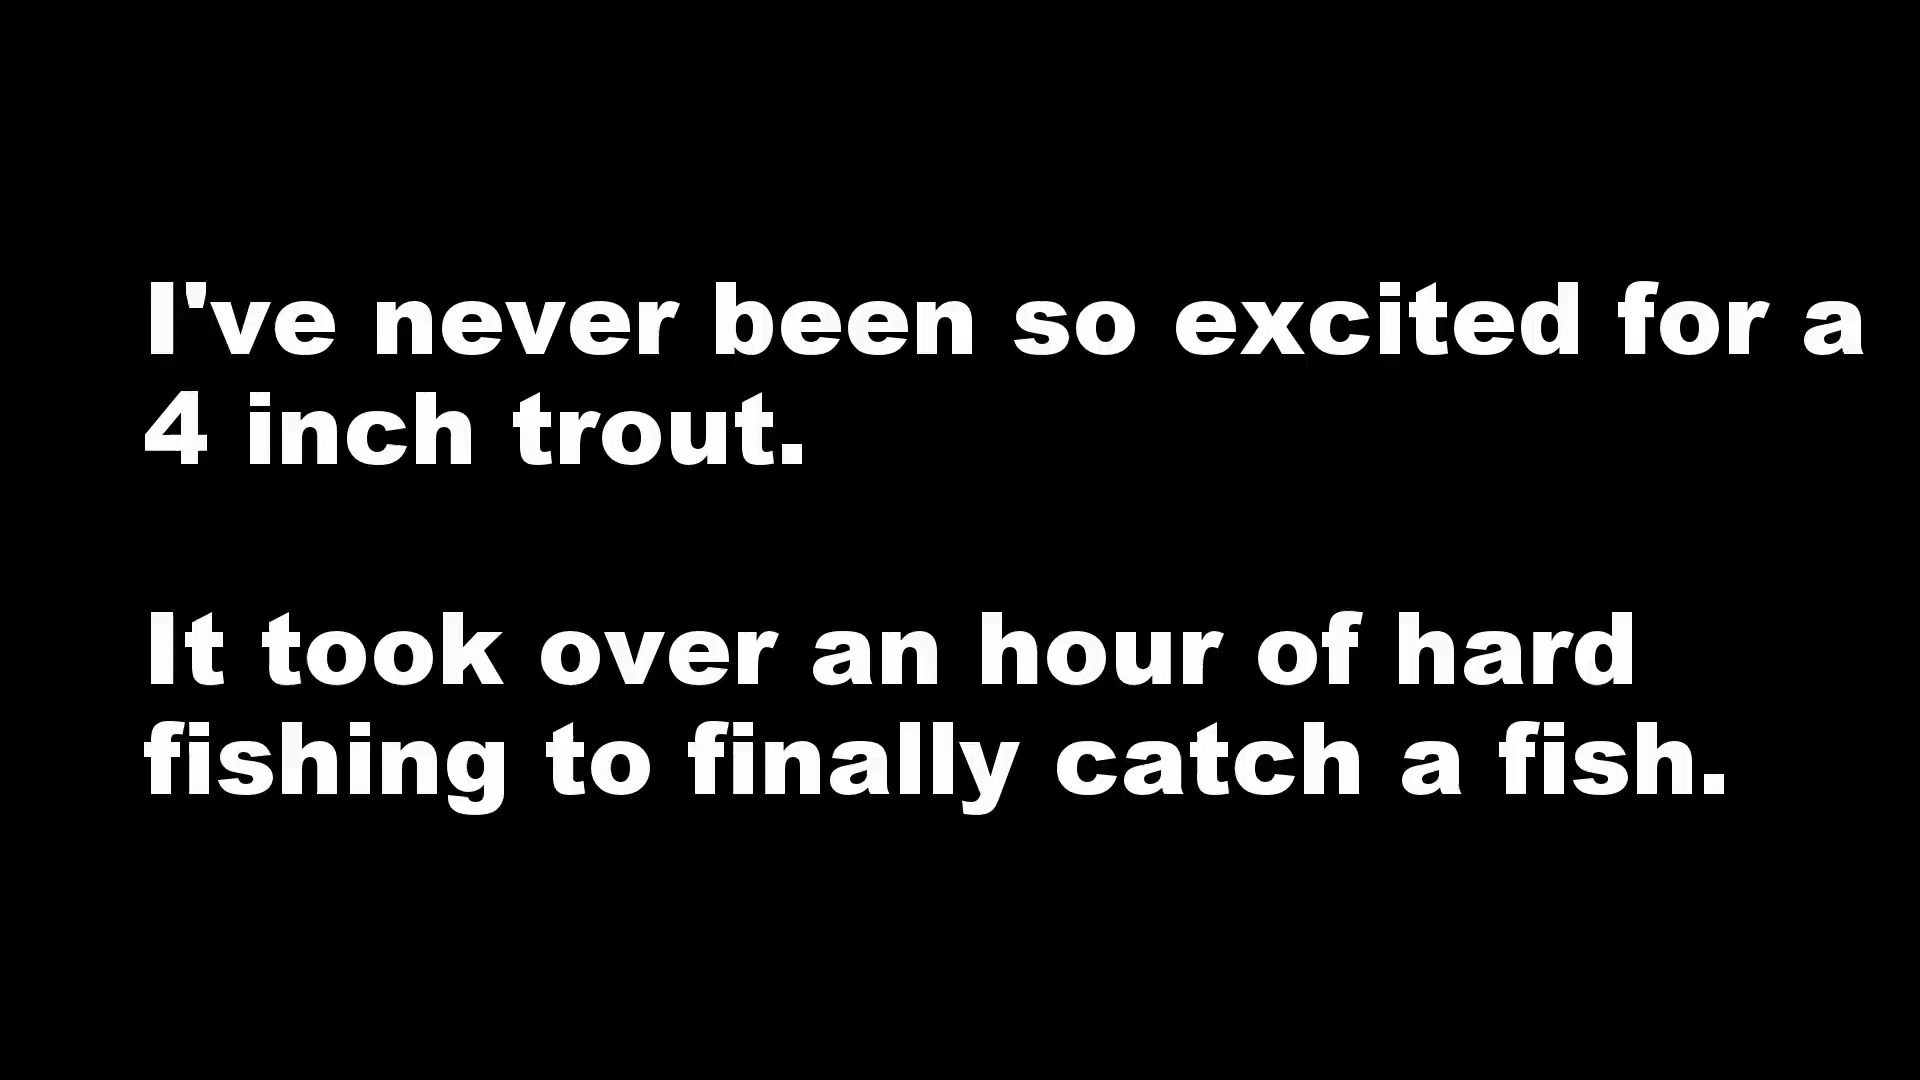 I've never been so excited for a
4 inch trout.
It took over an hour of hard
fishing to finally catch a fish.